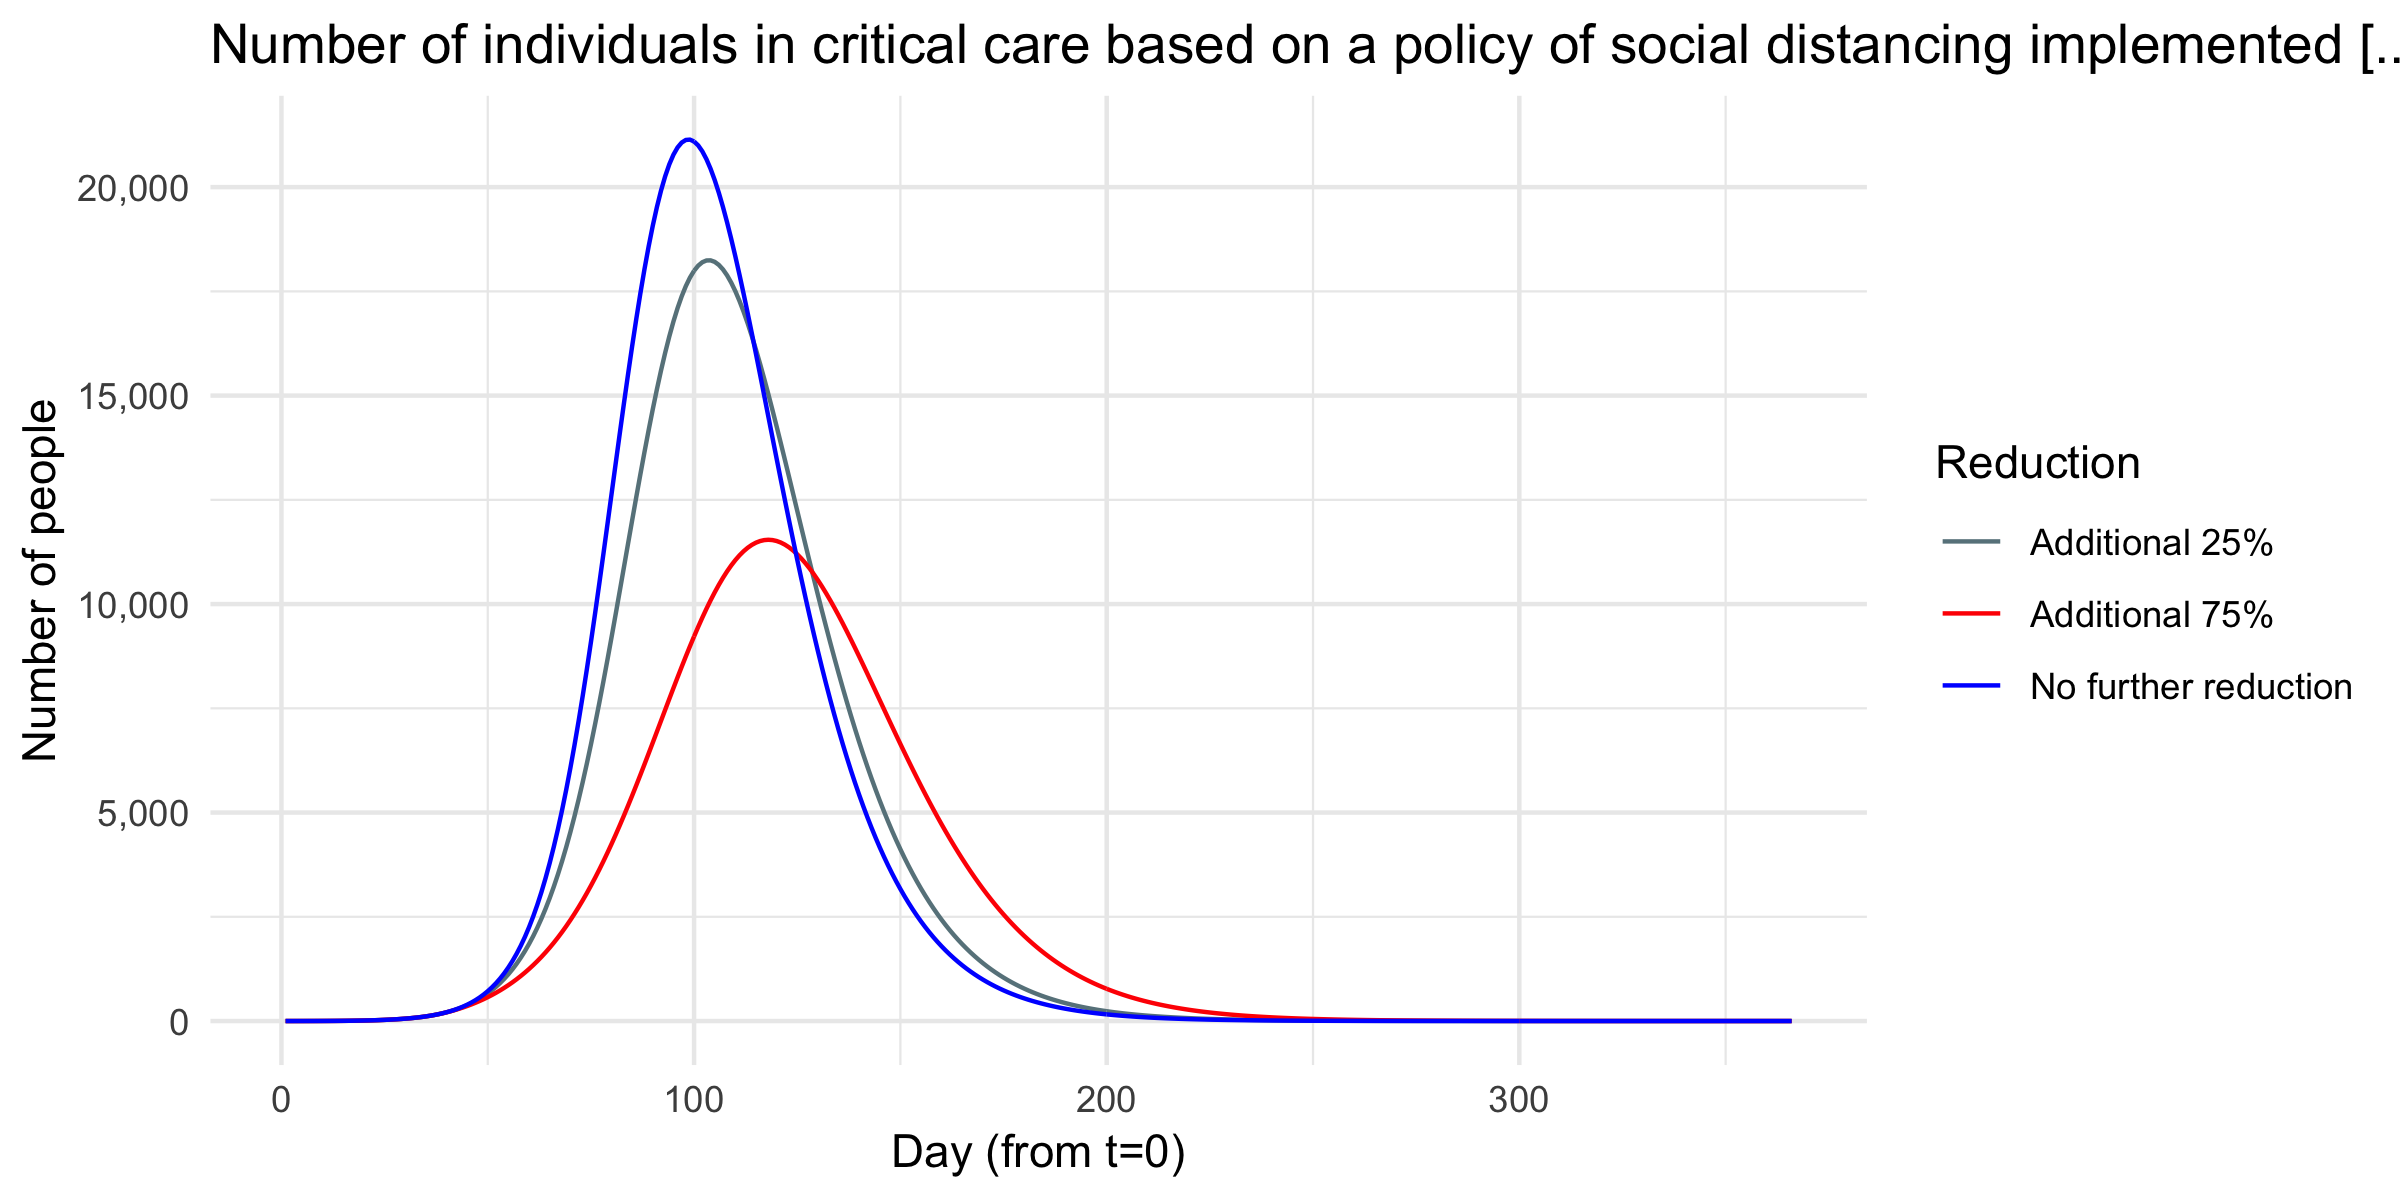 Number of individuals in critical care based on a policy of social distancing implemented [..
20,000
15,000
10,000
5,000
0
Number of people
0 100 200 300
Day (from t=0)
Reduction
Additional 25%
Additional 75%
No further reduction